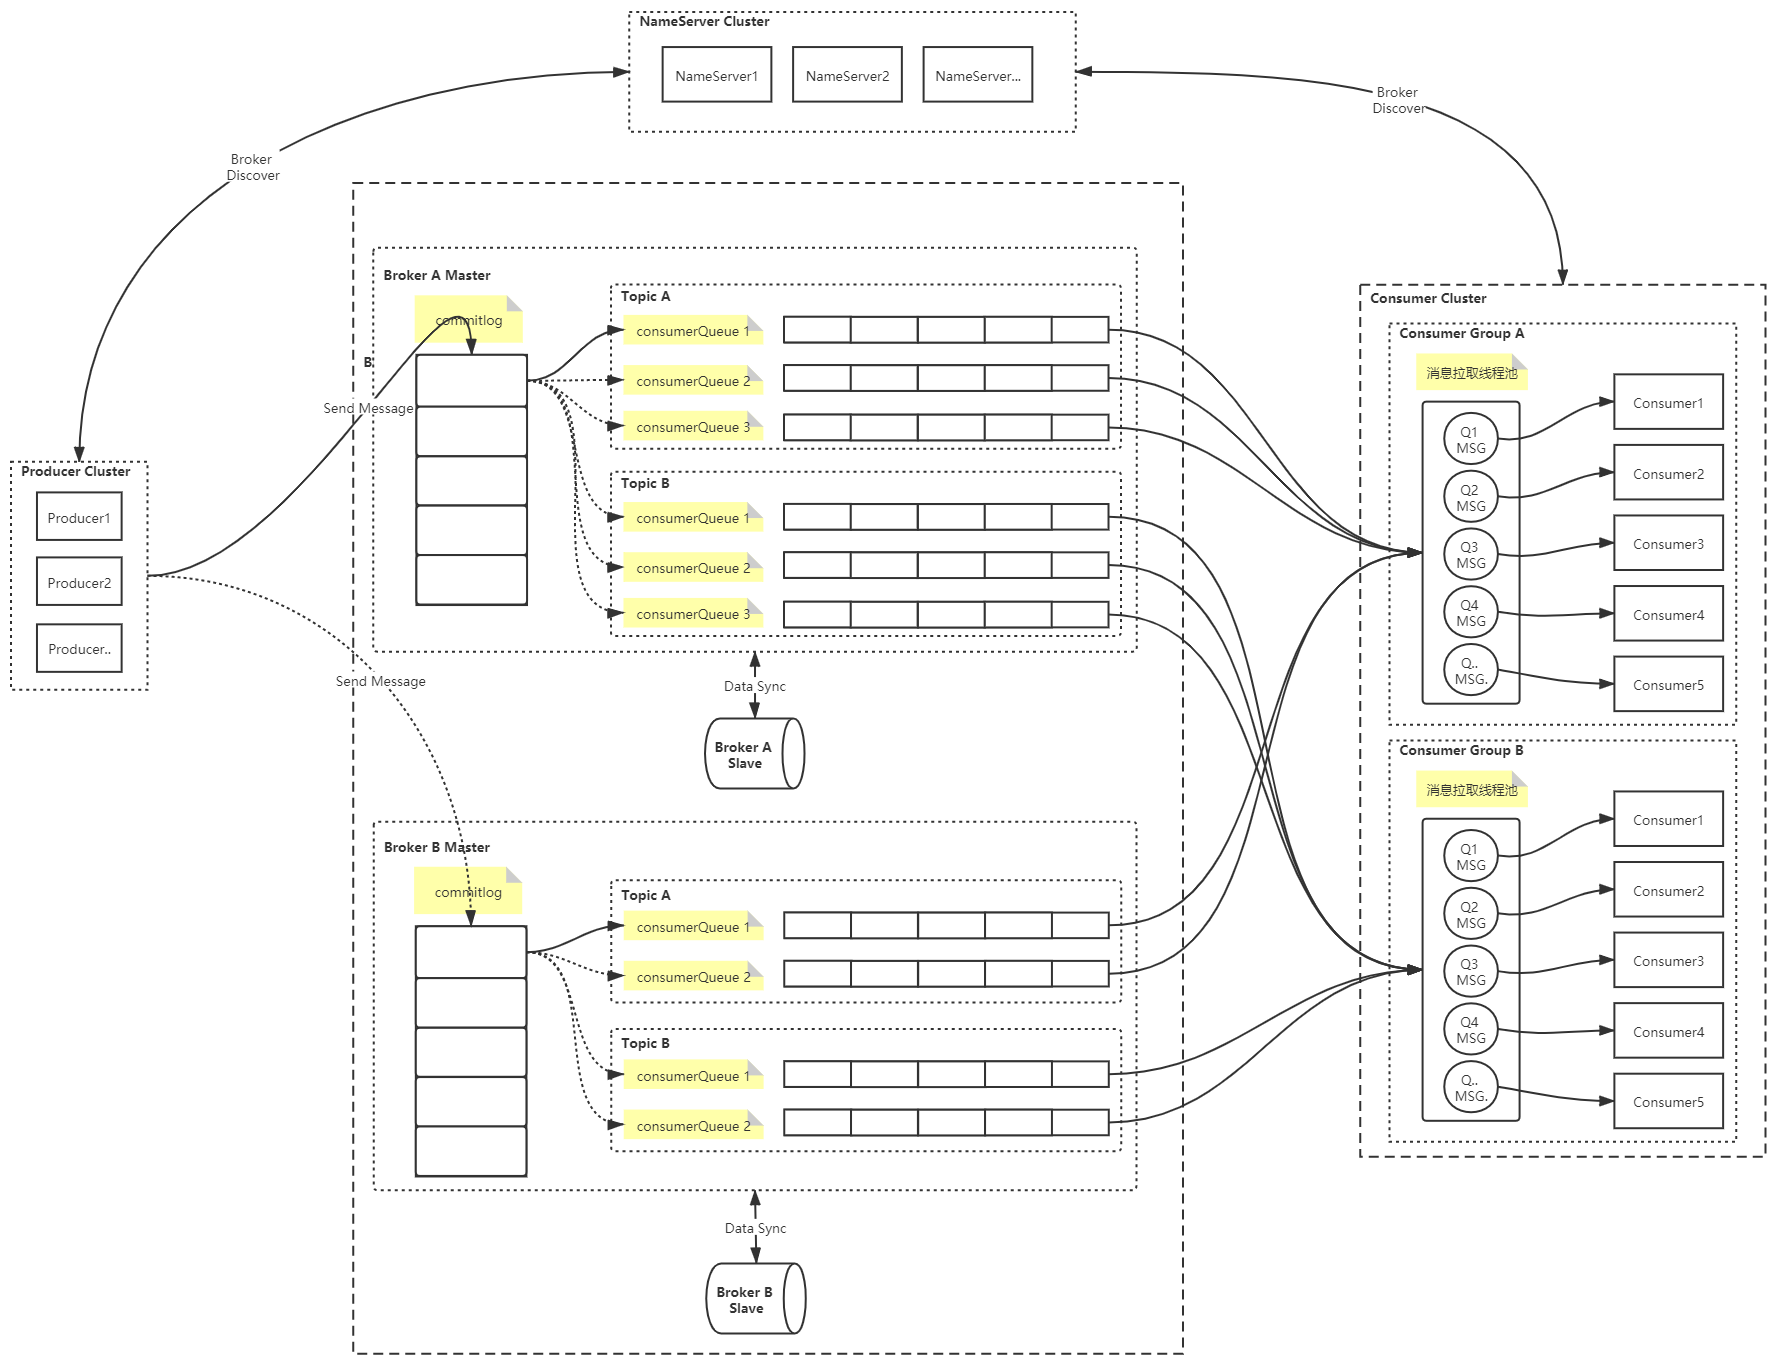 NameServer Cluster
NameServer1
NameServer2
NameServer...
Broker
Discover
Broker
Discover
Producer Cluster
Producer1
Producer2
Producer..
Send Message
Send Message
B
Broker A Master
commitlog
Topic A
consumerQueue 1
consumerQueue 2
consumerQueue 3
Topic B
consumerQueue 1
consumerQueue 2
consumerQueue 3
Data Sync
Broker A
Slave
Broker B Master
commitlog
Topic A
consumerQueue 1
consumerQueue 2
Topic B
consumerQueue 1
consumerQueue 2
Data Sync
Broker B
Slave
Consumer Cluster
Consumer Group A
消息拉取线程池
Q1
MSG
Q2
MSG
Q3
MSG
Q4
MSG
Q..
MSG.
Consumer1
Consumer2
Consumer3
Consumer4
Consumer5
Consumer Group B
消息拉取线程池
Q1
MSG
Q2
MSG
Q3
MSG
Q4
MSG
Q..
MSG.
Consumer1
Consumer2
Consumer3
Consumer4
Consumer5